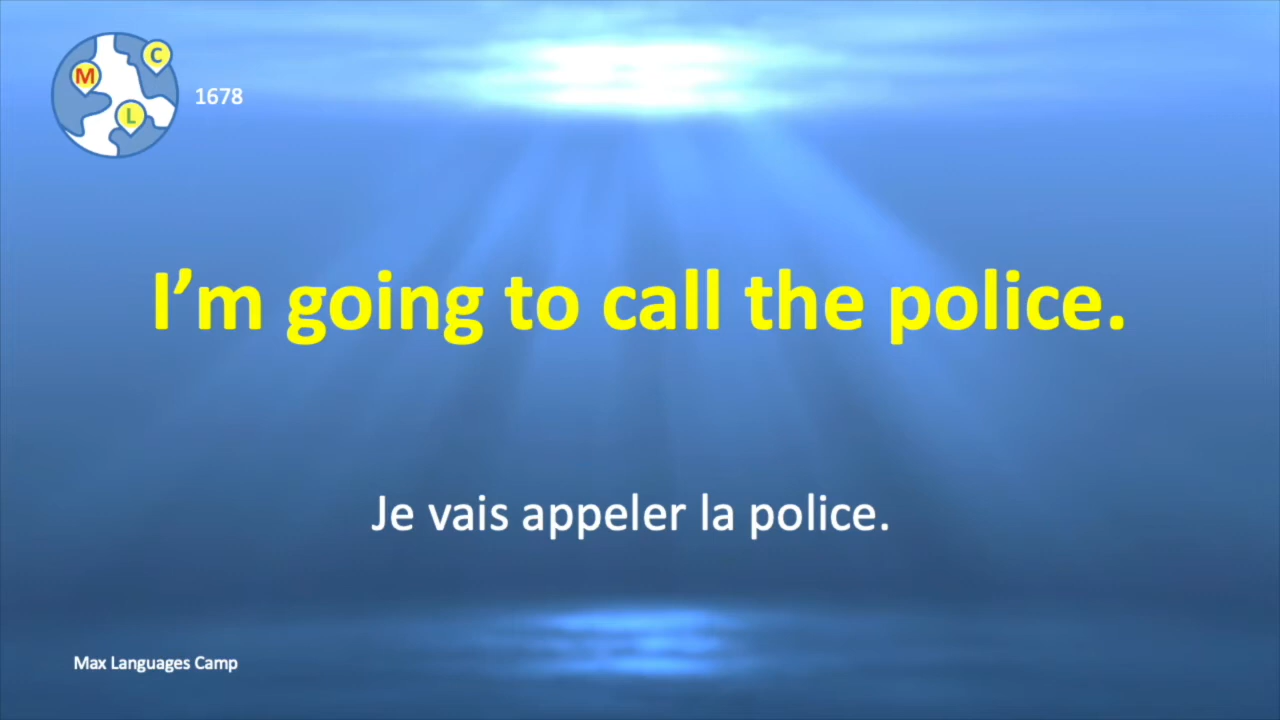 M
C
L
1678
I’m going to call the police.
Je vais appeler la police.
Max Languages Camp